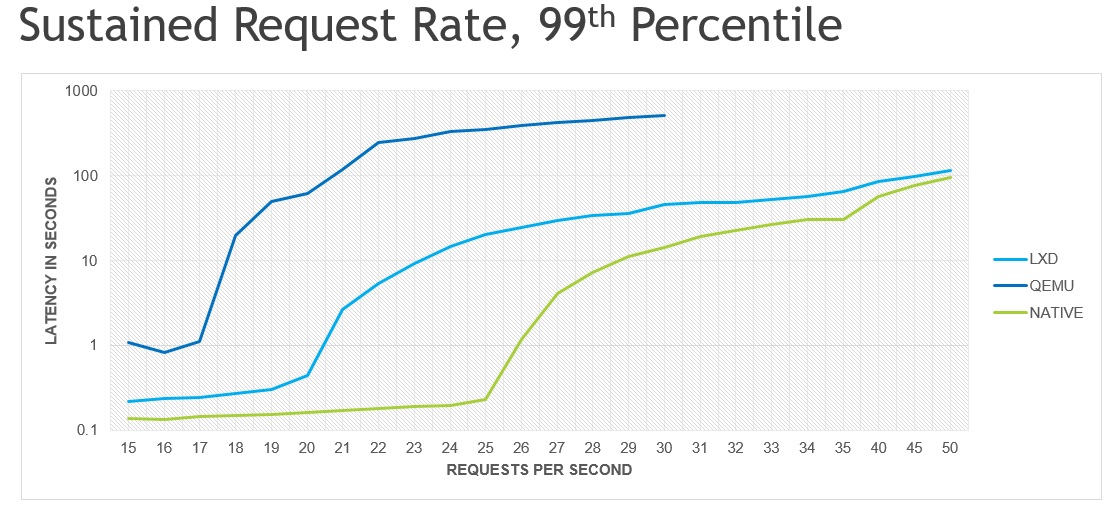 Sustained Request Rate, 99th Percentile
1000
100
10
1
0.1
LATENCY IN SECONDS
15 16 17 18 19 20 21 22 23 24 25 26 27 28 29 30 31 32 33 34 35 40 45 50
REQUESTS PER SECOND
LXD
QEMU
NATIVE